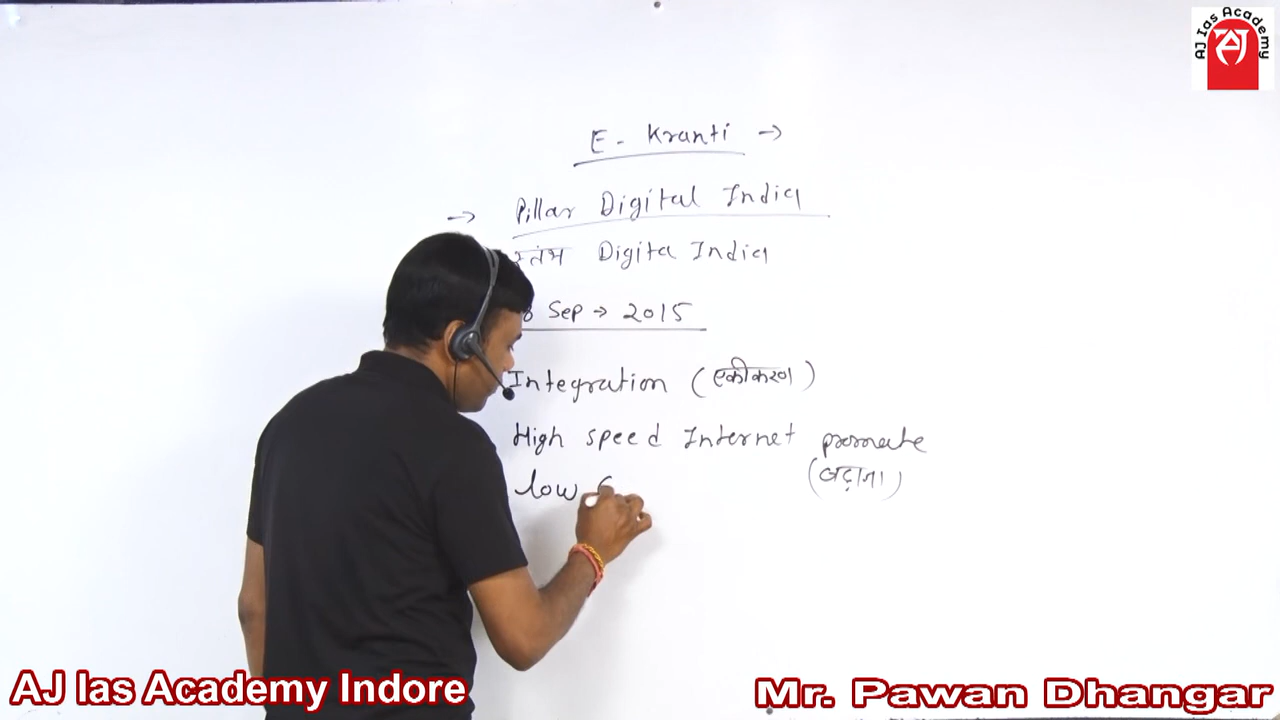 AJ Ias Academy
E - Kranti →
→ Pillar Digital India
स्तंभ Digita India
Sep → 2015
Integration (एकीकरण)
High speed Internet promote
(बढ़ाना)
low
AJ Ias Academy Indore
Mr. Pawan Dhangar